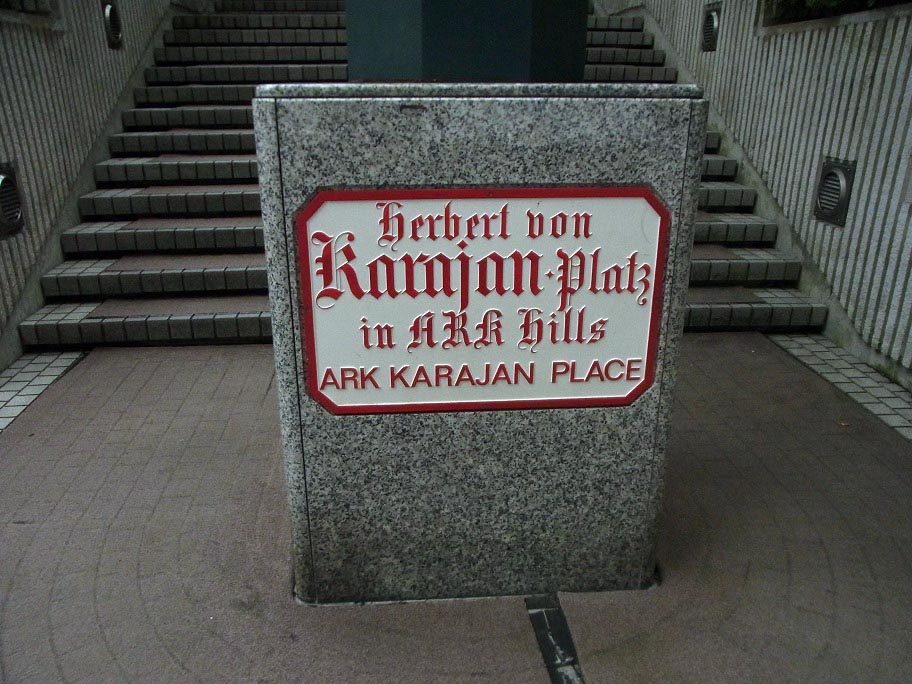 Herbert von
Karajan·Platz
in ARK Hills
ARK KARAJAN PLACE